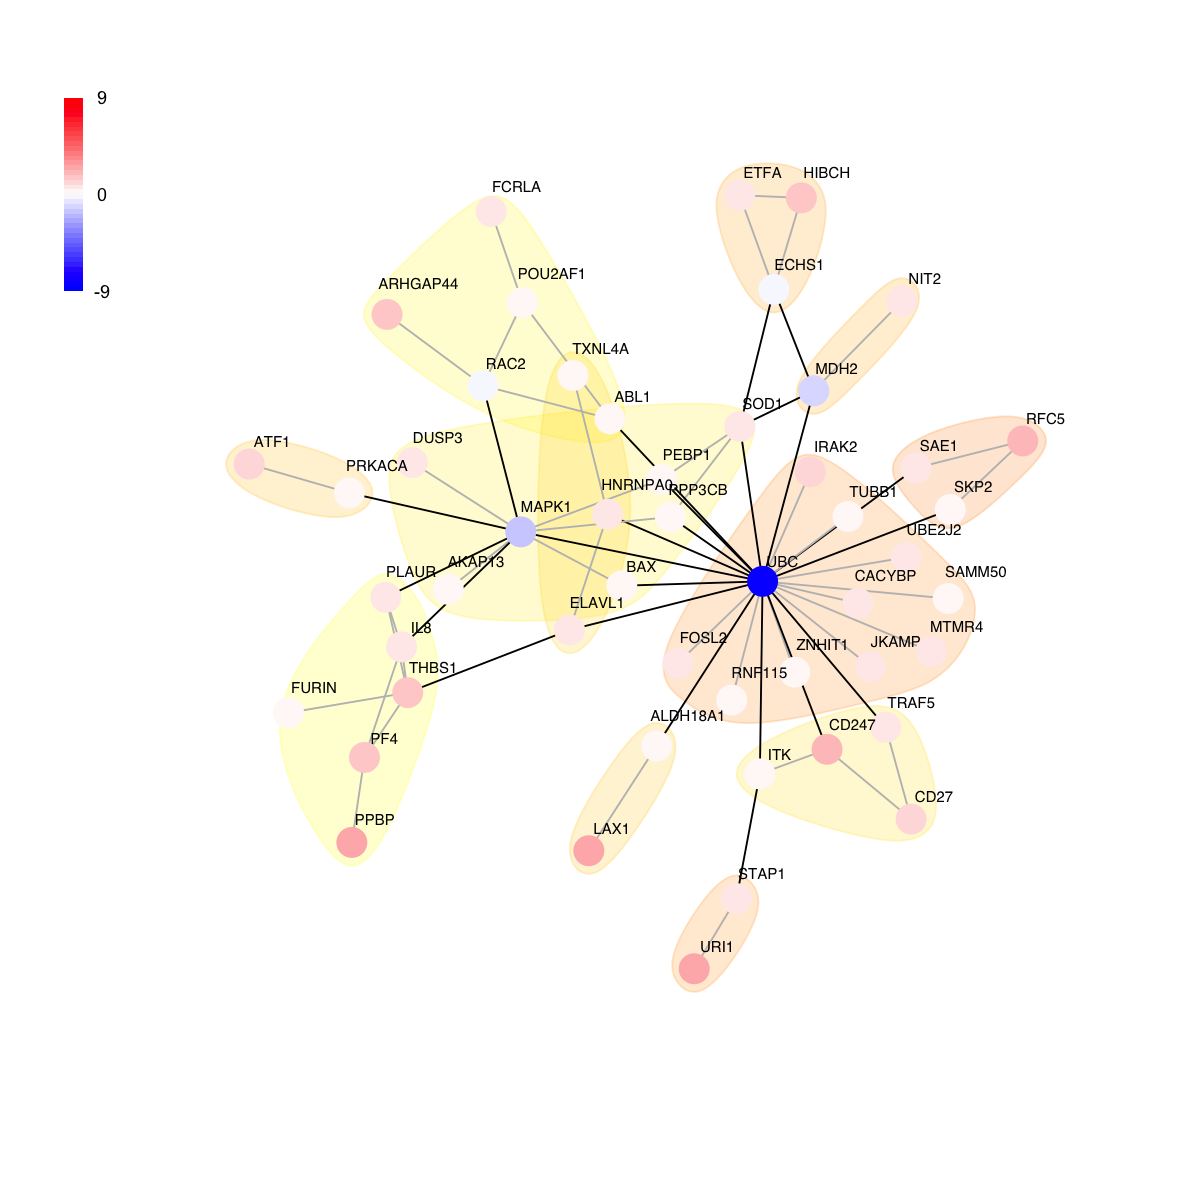 9
0
-9
ETFA
HIBCH
FCRLA
ECHS1
POU2AF1
NIT2
ARHGAP44
TXNL4A
RAC2
MDH2
ABL1
SOD1
RFC5
ATF1
DUSP3
IRAK2
SAE1
PRKACA
PEBP1
HNRNPA0
PPP3CB
TUBB1
SKP2
MAPK1
UBE2J2
AKAP13
BAX
UBC
PLAUR
CACYBP
SAMM50
ELAVL1
IL8
FOSL2
ZNHIT1
JKAMP
MTMR4
THBS1
RNF115
FURIN
ALDH18A1
TRAF5
CD247
PF4
ITK
CD27
PPBP
LAX1
STAP1
URI1